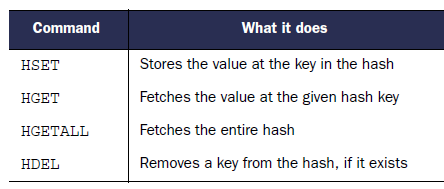 Command What it does
HSET Stores the value at the key in the hash
HGET Fetches the value at the given hash key
HGETALL Fetches the entire hash
HDEL Removes a key from the hash, if it exists